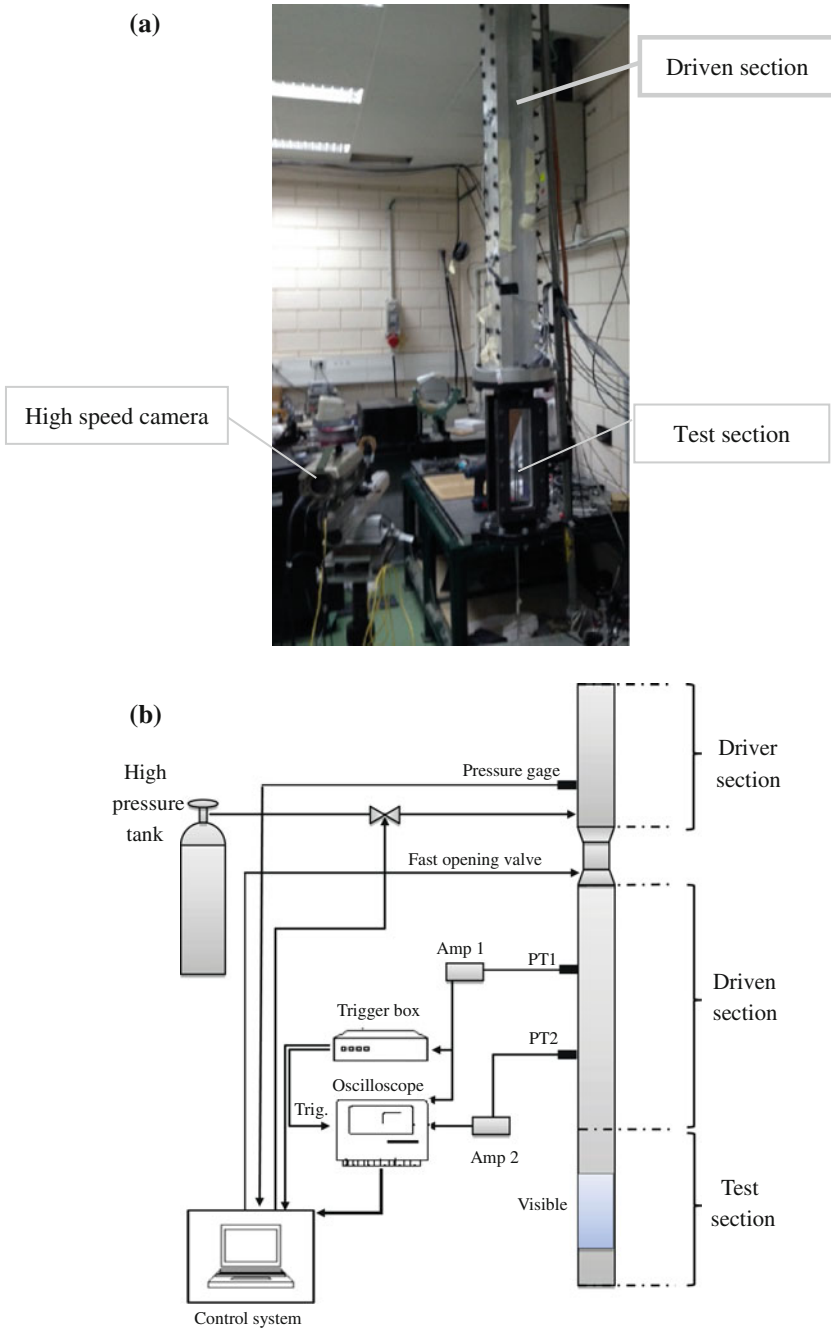 (a)
Driven section
High speed camera
Test section
(b)
High
pressure
tank
Pressure gage
Driver
section
Fast opening valve
Amp 1
PT1
Driven
section
Trigger box
PT2
Oscilloscope
Trig.
Amp 2
Visible
Test
section
Control system